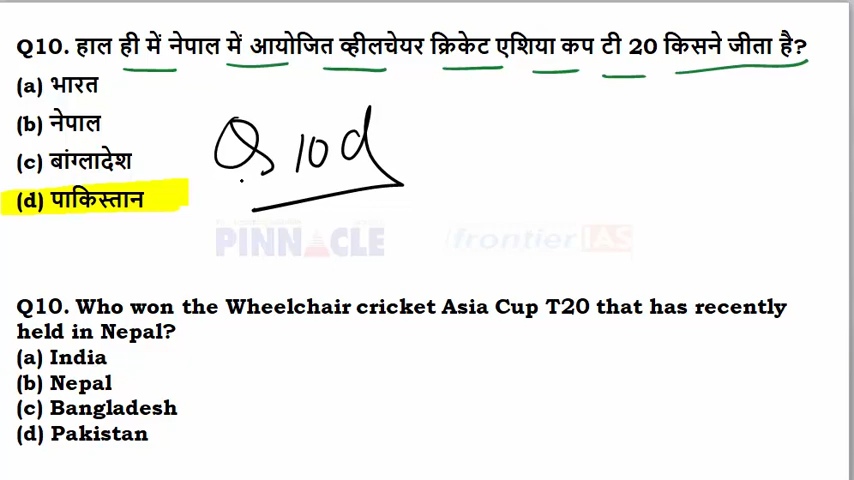 Q10. हाल ही में नेपाल में आयोजित व्हीलचेयर क्रिकेट एशिया कप टी 20 किसने जीता है?
(a) भारत
(b) नेपाल
(c) बांग्लादेश
(d) पाकिस्तान
Q10 d
PINNACLE frontier IAS
Q10. Who won the Wheelchair cricket Asia Cup T20 that has recently
held in Nepal?
(a) India
(b) Nepal
(c) Bangladesh
(d) Pakistan